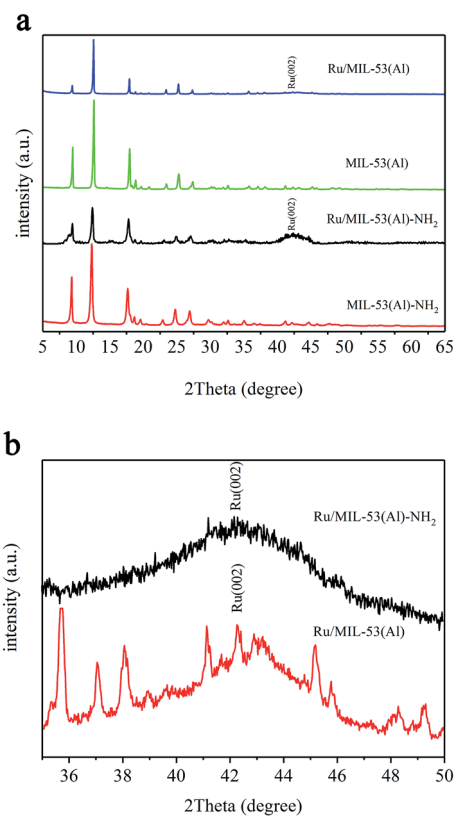 a
Ru(002)
Ru/MIL-53(Al)
MIL-53(Al)
Ru(002)
Ru/MIL-53(Al)-NH₂
MIL-53(Al)-NH₂
intensity (a.u.)
5 10 15 20 25 30 35 40 45 50 55 60 65
2Theta (degree)
b
Ru(002)
Ru/MIL-53(Al)-NH₂
Ru(002)
Ru/MIL-53(Al)
intensity (a.u.)
36 38 40 42 44 46 48 50
2Theta (degree)